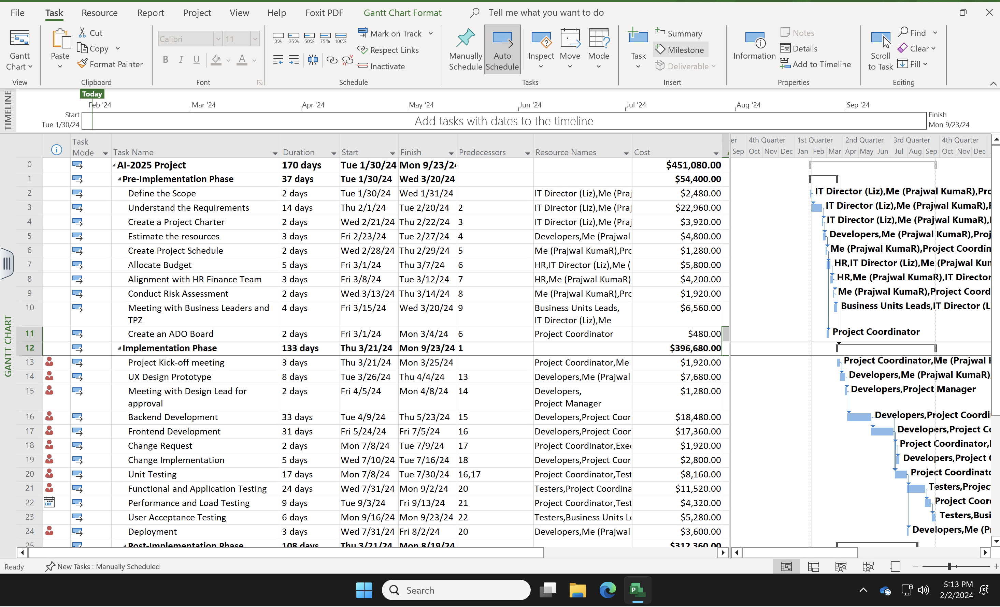 File Task Resource Report Project View Help Foxit PDF Gantt Chart Format Tell me what you want to do
Gantt Chart
Paste
Cut
Copy
Format Painter
Calibri 11
B I U A
0% 25% 50% 75% 100%
Mark on Track
Respect Links
Inactivate
Manually Schedule
Auto Schedule
Inspect
Move
Mode
Task
Summary
Milestone
Deliverable
Information
Notes
Details
Add to Timeline
Scroll to Task
Find
Clear
Fill
View Clipboard Font Schedule Tasks Insert Properties Editing
TIMELINE
Today
Feb '24 Mar '24 Apr '24 May '24 Jun '24 Jul '24 Aug '24 Sep '24
Start
Tue 1/30/24
Add tasks with dates to the timeline
Finish
Mon 9/23/24
GANTT CHART
Task Mode Task Name Duration Start Finish Predecessors Resource Names Cost
er 4th Quarter 1st Quarter 2nd Quarter 3rd Quarter 4th Quarter
Sep Oct Nov Dec Jan Feb Mar Apr May Jun Jul Aug Sep Oct Nov Dec
0 AI-2025 Project 170 days Tue 1/30/24 Mon 9/23/24 $451,080.00
1 Pre-Implementation Phase 37 days Tue 1/30/24 Wed 3/20/24 $54,400.00
2 Define the Scope 2 days Tue 1/30/24 Wed 1/31/24 IT Director (Liz),Me (Praj $2,480.00 IT Director (Liz),Me (Prajwal KumaR),Pro
3 Understand the Requirements 14 days Thu 2/1/24 Tue 2/20/24 2 IT Director (Liz),Me (Praj $22,960.00 IT Director (Liz),Me (Prajwal KumaR),
4 Create a Project Charter 2 days Wed 2/21/24 Thu 2/22/24 3 IT Director (Liz),Me (Praj $3,920.00 IT Director (Liz),Me (Prajwal KumaR),
5 Estimate the resources 3 days Fri 2/23/24 Tue 2/27/24 4 Developers,Me (Prajwal $4,800.00 Developers,Me (Prajwal KumaR),Proj
6 Create Project Schedule 2 days Wed 2/28/24 Thu 2/29/24 5 Me (Prajwal KumaR),Pro $1,280.00 Me (Prajwal KumaR),Project Coordin
7 Allocate Budget 5 days Fri 3/1/24 Thu 3/7/24 6 HR,IT Director (Liz),Me ( $5,800.00 HR,IT Director (Liz),Me (Prajwal Kum
8 Alignment with HR Finance Team 3 days Fri 3/8/24 Tue 3/12/24 7 HR,Me (Prajwal KumaR) $4,200.00 HR,Me (Prajwal KumaR),IT Director
9 Conduct Risk Assessment 2 days Wed 3/13/24 Thu 3/14/24 8 Me (Prajwal KumaR),Pro $1,920.00 Me (Prajwal KumaR),Project Coord
10 Meeting with Business Leaders and TPZ 4 days Fri 3/15/24 Wed 3/20/24 9 Business Units Leads, IT Director (Liz),Me $6,560.00 Business Units Leads,IT Director (L
11 Create an ADO Board 2 days Fri 3/1/24 Mon 3/4/24 6 Project Coordinator $480.00 Project Coordinator
12 Implementation Phase 133 days Thu 3/21/24 Mon 9/23/24 1 $396,680.00
13 Project Kick-off meeting 3 days Thu 3/21/24 Mon 3/25/24 Project Coordinator,Me $1,920.00 Project Coordinator,Me (Prajwal K
14 UX Design Prototype 8 days Tue 3/26/24 Thu 4/4/24 13 Developers,Me (Prajwal $7,680.00 Developers,Me (Prajwal KumaR),
15 Meeting with Design Lead for approval 2 days Fri 4/5/24 Mon 4/8/24 14 Developers, Project Manager $1,280.00 Developers,Project Manager
16 Backend Development 33 days Tue 4/9/24 Thu 5/23/24 15 Developers,Project Coor $18,480.00 Developers,Project Coordi
17 Frontend Development 31 days Fri 5/24/24 Fri 7/5/24 16 Developers,Project Coor $17,360.00 Developers,Project Co
18 Change Request 2 days Mon 7/8/24 Tue 7/9/24 17 Project Coordinator,Exec $1,920.00 Project Coordinator,
19 Change Implementation 5 days Wed 7/10/24 Tue 7/16/24 18 Developers,Project Coor $2,800.00 Developers,Project C
20 Unit Testing 17 days Mon 7/8/24 Tue 7/30/24 16,17 Project Coordinator,Test $8,160.00 Project Coordinato
21 Functional and Application Testing 24 days Wed 7/31/24 Mon 9/2/24 20 Testers,Project Coordina $11,520.00 Testers,Project
22 Performance and Load Testing 9 days Tue 9/3/24 Fri 9/13/24 21 Project Coordinator,Test $4,320.00 Project Coor
23 User Acceptance Testing 6 days Mon 9/16/24 Mon 9/23/24 22 Testers,Business Units Le $5,280.00 Testers,Busi
24 Deployment 3 days Wed 7/31/24 Fri 8/2/24 20 Developers,Me (Prajwal $3,600.00 Developers,Me (P
25 Post-Implementation Phase 108 days Thu 3/21/24 Mon 8/19/24 $312,360.00
Ready New Tasks : Manually Scheduled
Search
5:13 PM
2/2/2024